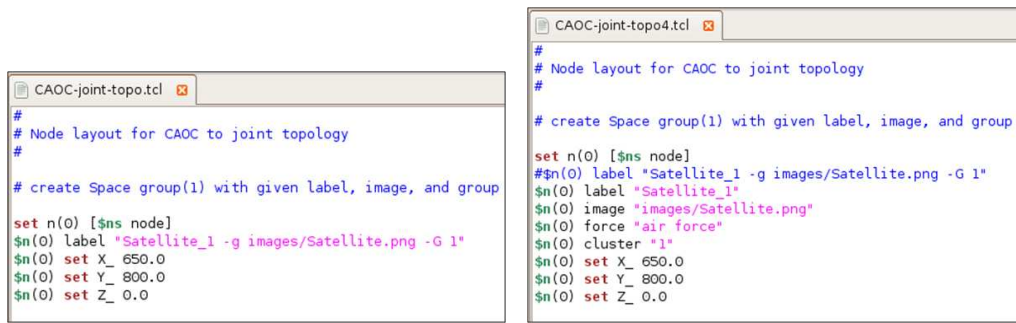 CAOC-joint-topo.tcl
#
# Node layout for CAOC to joint topology
#
# create Space group(1) with given label, image, and group
set n(0) [$ns node]
$n(0) label "Satellite_1 -g images/Satellite.png -G 1"
$n(0) set X_ 650.0
$n(0) set Y_ 800.0
$n(0) set Z_ 0.0
CAOC-joint-topo4.tcl
#
# Node layout for CAOC to joint topology
#
# create Space group(1) with given label, image, and group
set n(0) [$ns node]
#$n(0) label "Satellite_1 -g images/Satellite.png -G 1"
$n(0) label "Satellite_1"
$n(0) image "images/Satellite.png"
$n(0) force "air force"
$n(0) cluster "1"
$n(0) set X_ 650.0
$n(0) set Y_ 800.0
$n(0) set Z_ 0.0